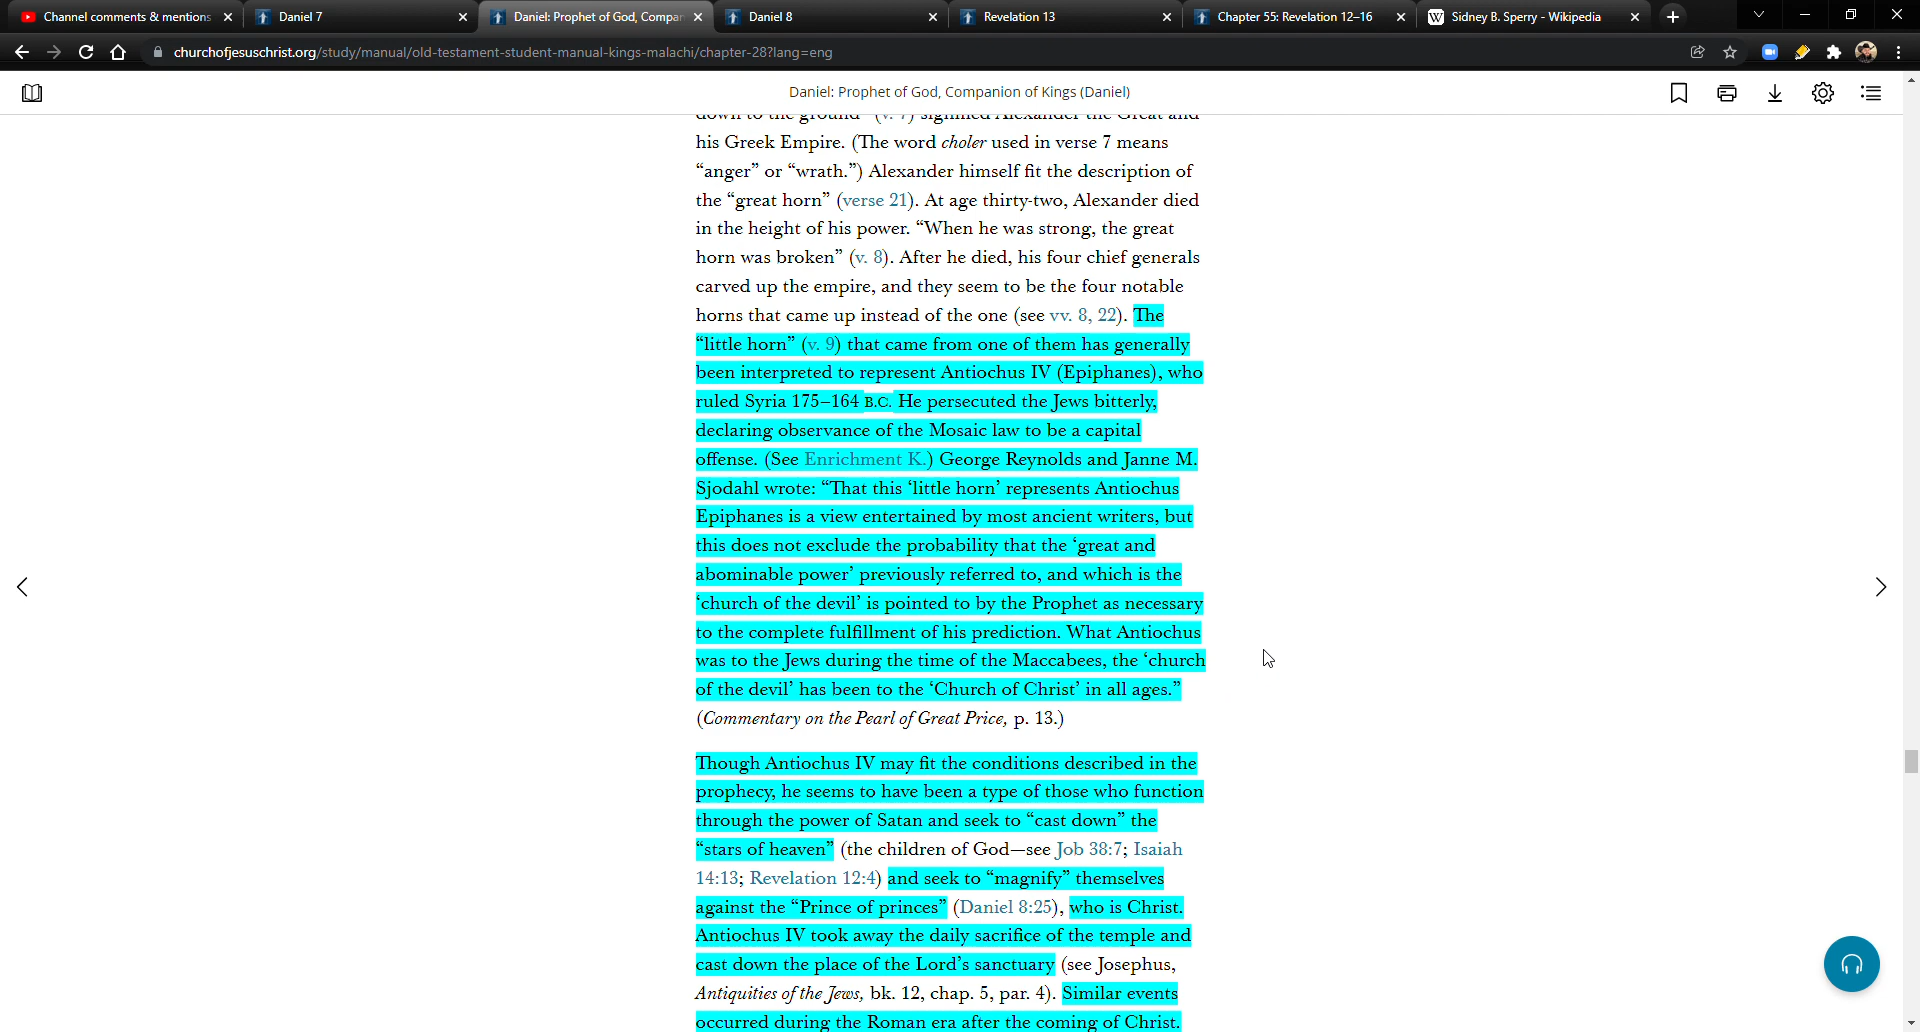 Channel comments & mentions
Daniel 7
Daniel: Prophet of God, Compan
Daniel 8
Revelation 13
Chapter 55: Revelation 12–16
W Sidney B. Sperry - Wikipedia
churchofjesuschrist.org/study/manual/old-testament-student-manual-kings-malachi/chapter-28?lang=eng
Daniel: Prophet of God, Companion of Kings (Daniel)
down to the ground” (v. 7) signified Alexander the Great and
his Greek Empire. (The word choler used in verse 7 means
“anger” or “wrath.”) Alexander himself fit the description of
the “great horn” (verse 21). At age thirty-two, Alexander died
in the height of his power. “When he was strong, the great
horn was broken” (v. 8). After he died, his four chief generals
carved up the empire, and they seem to be the four notable
horns that came up instead of the one (see vv. 8, 22). The
“little horn” (v. 9) that came from one of them has generally
been interpreted to represent Antiochus IV (Epiphanes), who
ruled Syria 175–164 B.C. He persecuted the Jews bitterly,
declaring observance of the Mosaic law to be a capital
offense. (See Enrichment K.) George Reynolds and Janne M.
Sjodahl wrote: “That this ‘little horn’ represents Antiochus
Epiphanes is a view entertained by most ancient writers, but
this does not exclude the probability that the ‘great and
abominable power’ previously referred to, and which is the
‘church of the devil’ is pointed to by the Prophet as necessary
to the complete fulfillment of his prediction. What Antiochus
was to the Jews during the time of the Maccabees, the ‘church
of the devil’ has been to the ‘Church of Christ’ in all ages.”
(Commentary on the Pearl of Great Price, p. 13.)
Though Antiochus IV may fit the conditions described in the
prophecy, he seems to have been a type of those who function
through the power of Satan and seek to “cast down” the
“stars of heaven” (the children of God—see Job 38:7; Isaiah
14:13; Revelation 12:4) and seek to “magnify” themselves
against the “Prince of princes” (Daniel 8:25), who is Christ.
Antiochus IV took away the daily sacrifice of the temple and
cast down the place of the Lord’s sanctuary (see Josephus,
Antiquities of the Jews, bk. 12, chap. 5, par. 4). Similar events
occurred during the Roman era after the coming of Christ.